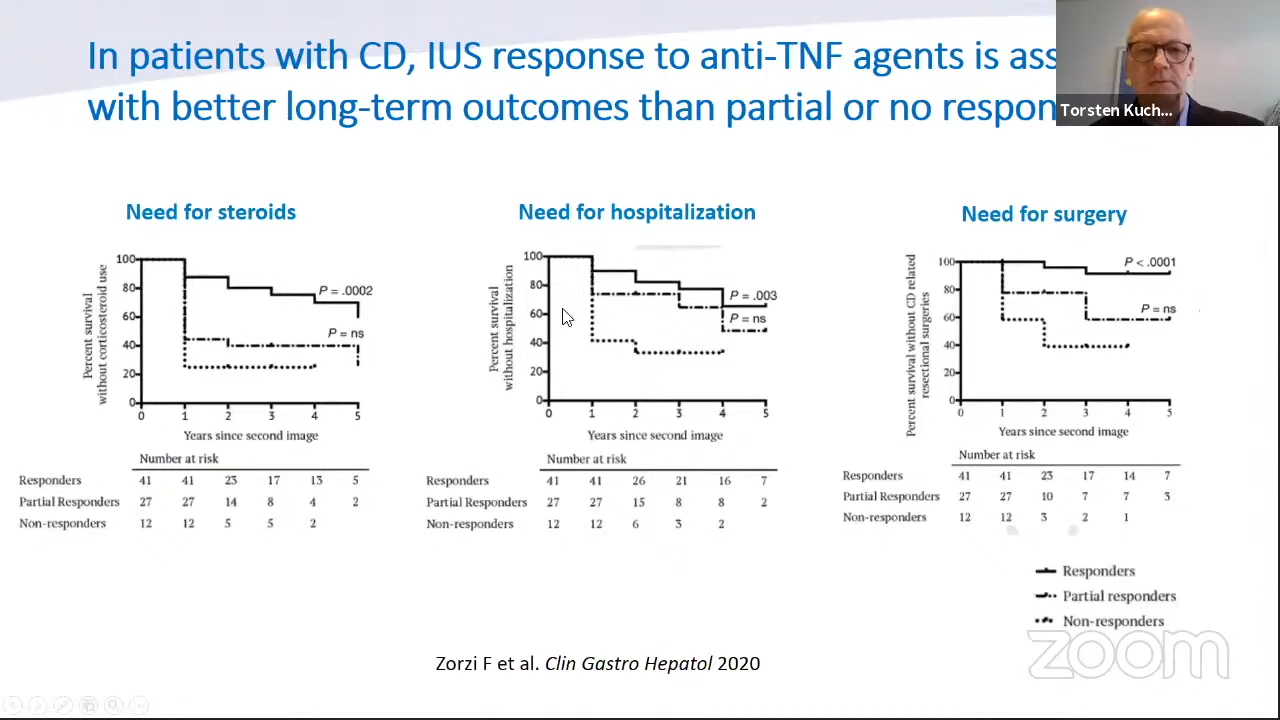 In patients with CD, IUS response to anti-TNF agents is ass
with better long-term outcomes than partial or no respon
Torsten Kuch...
Need for steroids
Percent survival
without corticosteroid use
100
80
60
40
20
0
P = .0002
P = ns
0 1 2 3 4 5
Years since second image
Number at risk
Responders 41 41 23 17 13 5
Partial Responders 27 27 14 8 4 2
Non-responders 12 12 5 5 2
Need for hospitalization
Percent survival
without hospitalization
100
80
60
40
20
0
P = .003
P = ns
0 1 2 3 4 5
Years since second image
Number at risk
Responders 41 41 26 21 16 7
Partial Responders 27 27 15 8 8 2
Non-responders 12 12 6 3 2
Need for surgery
Percent survival without CD related
resectional surgeries
100
80
60
40
20
0
P < .0001
P = ns
0 1 2 3 4 5
Years since second image
Number at risk
Responders 41 41 23 17 14 7
Partial Responders 27 27 10 7 7 3
Non-responders 12 12 3 2 1
Responders
Partial responders
Non-responders
Zorzi F et al. Clin Gastro Hepatol 2020
zoom